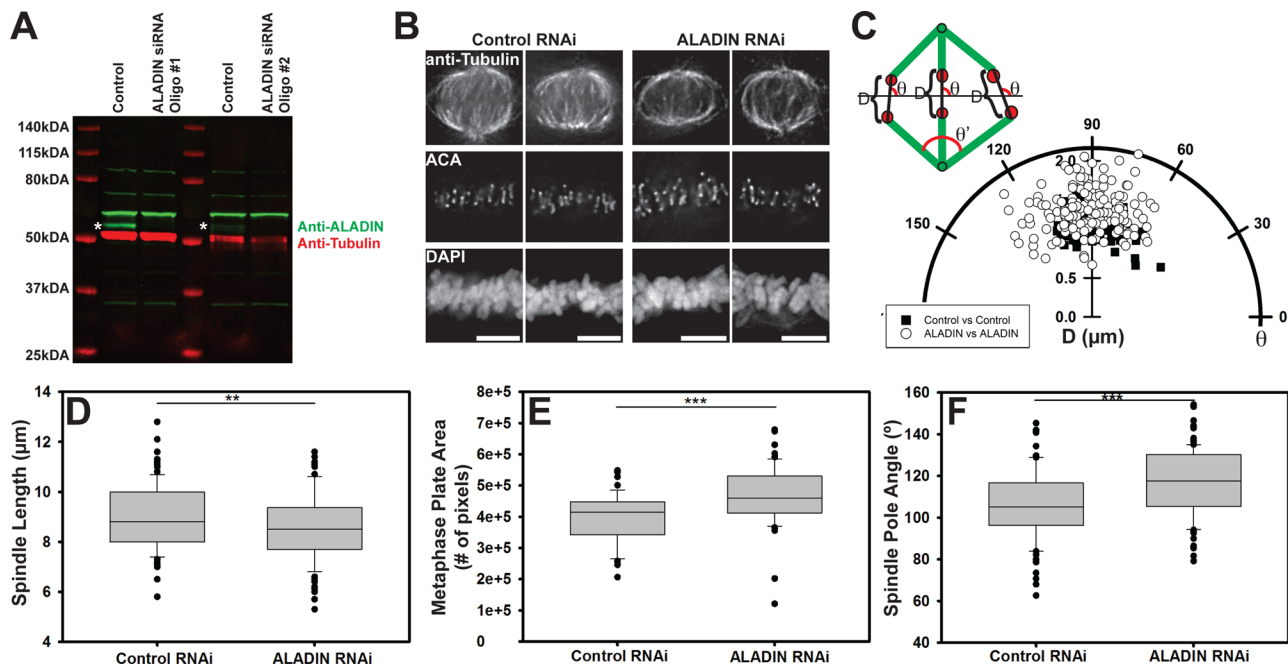 A
Control
ALADIN siRNA
Oligo #1
Control
ALADIN siRNA
Oligo #2
140kDA
115kDA
80kDA
50kDA
37kDA
25kDA
*
*
Anti-ALADIN
Anti-Tubulin
B
Control RNAi
ALADIN RNAi
anti-Tubulin
ACA
DAPI
C
D
θ
D
θ
D
θ
θ'
150
120
90
60
30
0
2.0
0.5
0.0
D (µm)
θ
Control vs Control
ALADIN vs ALADIN
D
Spindle Length (µm)
14
12
10
8
6
4
**
Control RNAi
ALADIN RNAi
E
Metaphase Plate Area
(# of pixels)
8e+5
7e+5
6e+5
5e+5
4e+5
3e+5
2e+5
1e+5
0
***
Control RNAi
ALADIN RNAi
F
Spindle Pole Angle (º)
160
140
120
100
80
60
40
***
Control RNAi
ALADIN RNAi